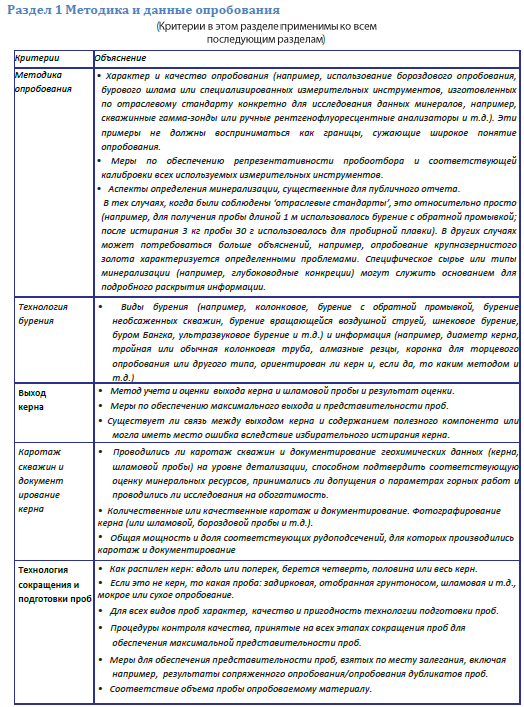 Раздел 1 Методика и данные опробования
(Критерии в этом разделе применимы ко всем
последующим разделам)
Критерии
Объяснение
Методика
опробования
• Характер и качество опробования (например, использование бороздового опробования,
бурового шлама или специализированных измерительных инструментов, изготовленных
по отраслевому стандарту конкретно для исследования данных минералов, например,
скважинные гамма-зонды или ручные рентгенофлуоресцентные анализаторы и т.д.). Эти
примеры не должны восприниматься как границы, сужающие широкое понятие
опробования.
• Меры по обеспечению репрезентативности пробоотбора и соответствующей
калибровки всех используемых измерительных инструментов.
• Аспекты определения минерализации, существенные для публичного отчета.
В тех случаях, когда были соблюдены ‘отраслевые стандарты’, это относительно просто
(например, для получения пробы длиной 1 м использовалось бурение с обратной промывкой;
после истирания 3 кг пробы 30 г использовалось для пробирной плавки). В других случаях
может потребоваться больше объяснений, например, опробование крупнозернистого
золота характеризуется определенными проблемами. Специфическое сырье или типы
минерализации (например, глубоководные конкреции) могут служить основанием для
подробного раскрытия информации.
Технология
бурения
• Виды бурения (например, колонковое, бурение с обратной промывкой, бурение
необсаженных скважин, бурение вращающейся воздушной струей, шнековое бурение,
буром Бангка, ультразвуковое бурение и т.д.) и информация (например, диаметр керна,
тройная или обычная колонковая труба, алмазные резцы, коронка для торцевого
опробования или другого типа, ориентирован ли керн и, если да, то каким методом и
т.д.)
Выход
керна
• Метод учета и оценки выхода керна и шламовой пробы и результат оценки.
• Меры по обеспечению максимального выхода и представительности проб.
• Существует ли связь между выходом керна и содержанием полезного компонента или
могла иметь место ошибка вследствие избирательного истирания керна.
Каротаж
скважин и
документ
ирование
керна
• Проводились ли каротаж скважин и документирование геохимических данных (керна,
шламовой пробы) на уровне детализации, способном подтвердить соответствующую
оценку минеральных ресурсов, принимались ли допущения о параметрах горных работ и
проводились ли исследования на обогатимость.
• Количественные или качественные каротаж и документирование. Фотографирование
керна (или шламовой, бороздовой пробы и т.д.).
• Общая мощность и доля соответствующих рудоподсечений, для которых производились
каротаж и документирование
Технология
сокращения и
подготовки проб
• Как распилен керн: вдоль или поперек, берется четверть, половина или весь керн.
• Если это не керн, то какая проба: задирковая, отобранная грунтоносом, шламовая и т.д.,
мокрое или сухое опробование.
• Для всех видов проб характер, качество и пригодность технологии подготовки проб.
• Процедуры контроля качества, принятые на всех этапах сокращения проб для
обеспечения максимальной представительности проб.
• Меры для обеспечения представительности проб, взятых по месту залегания, включая
например, результаты сопряженного опробования/опробования дубликатов проб.
• Соответствие объема пробы опробоваемому материалу.